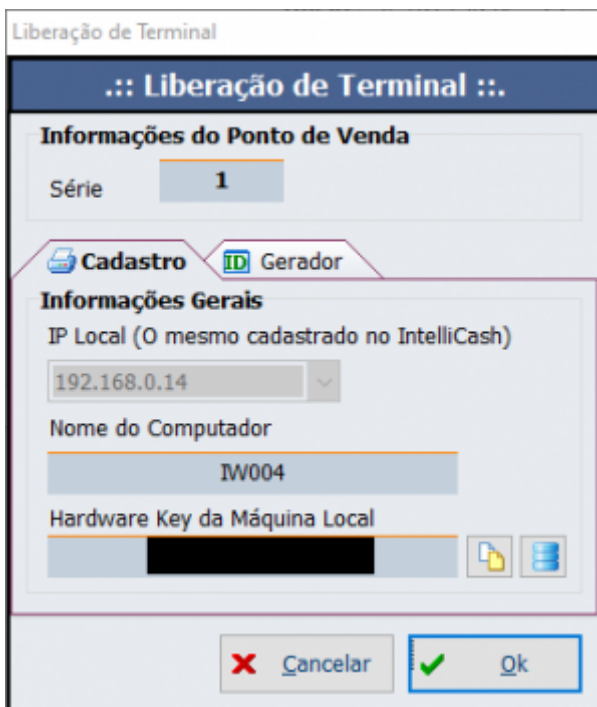 Liberação de Terminal
.:: Liberação de Terminal ::.
Informações do Ponto de Venda
Série 1
Cadastro ID Gerador
Informações Gerais
IP Local (O mesmo cadastrado no IntelliCash)
192.168.0.14
Nome do Computador
IW004
Hardware Key da Máquina Local
Cancelar Ok